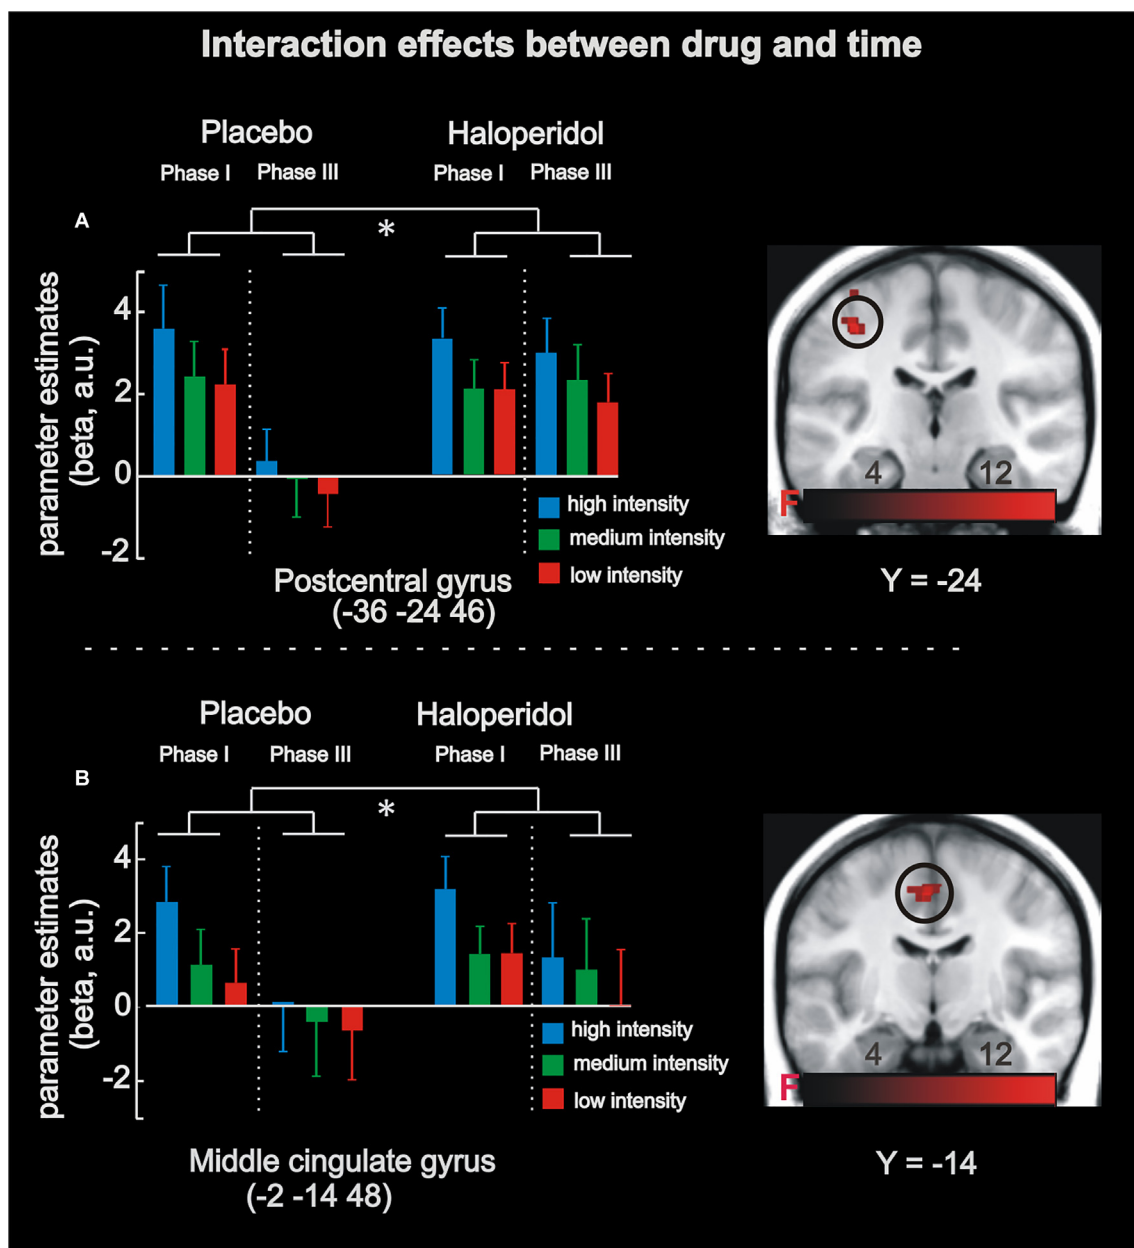 Interaction effects between drug and time
Placebo Haloperidol
Phase I Phase III Phase I Phase III
A
*
parameter estimates
(beta, a.u.)
4
2
0
-2
high intensity
medium intensity
low intensity
Postcentral gyrus
(-36 -24 46)
4 12
F
Y = -24
Placebo Haloperidol
Phase I Phase III Phase I Phase III
B
*
parameter estimates
(beta, a.u.)
4
2
0
-2
high intensity
medium intensity
low intensity
Middle cingulate gyrus
(-2 -14 48)
4 12
F
Y = -14